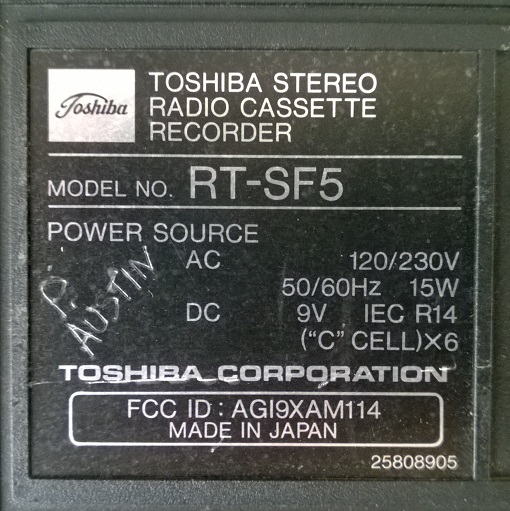 Toshiba
TOSHIBA STEREO
RADIO CASSETTE
RECORDER
MODEL NO. RT-SF5
POWER SOURCE
AC 120/230V
50/60Hz 15W
DC 9V IEC R14
("C" CELL)×6
P. AUSTIN
TOSHIBA CORPORATION
FCC ID : AGI9XAM114
MADE IN JAPAN
25808905